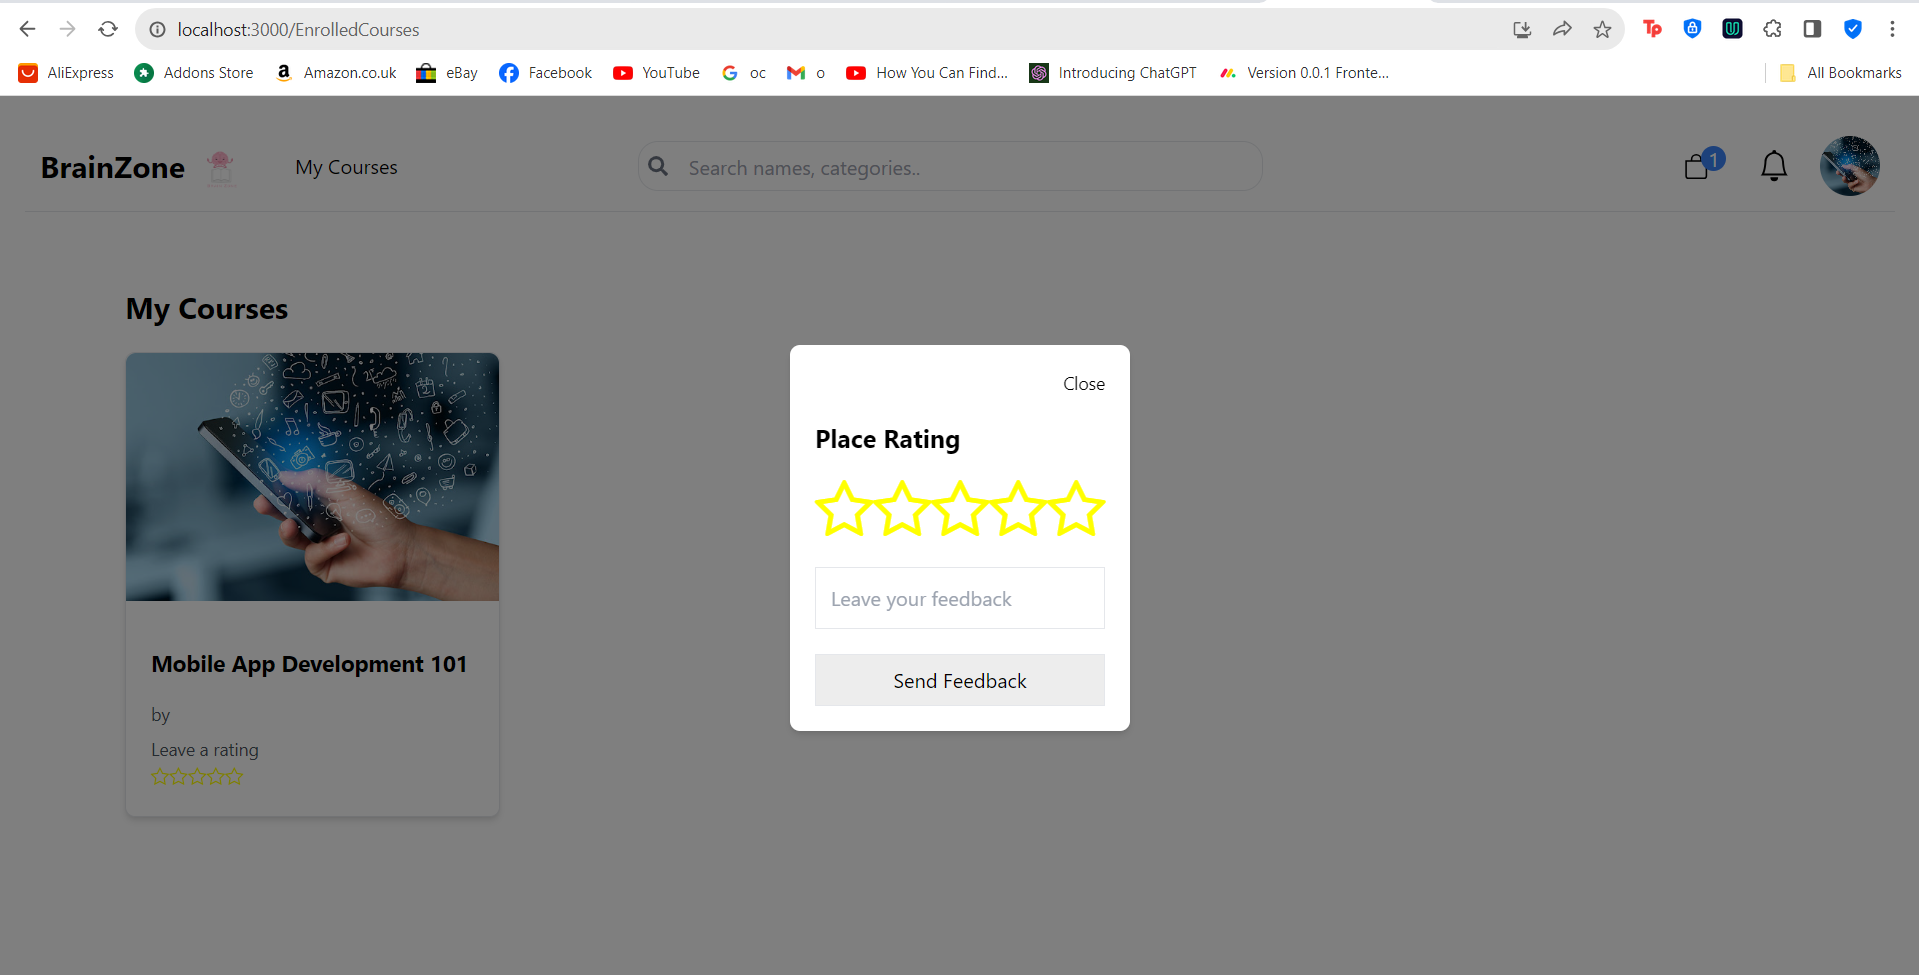 localhost:3000/EnrolledCourses
AliExpress Addons Store Amazon.co.uk eBay Facebook YouTube oc o How You Can Find... Introducing ChatGPT Version 0.0.1 Fronte... All Bookmarks
BrainZone My Courses Search names, categories.. 1
My Courses
Close
Place Rating
Leave your feedback
Send Feedback
Mobile App Development 101
by
Leave a rating